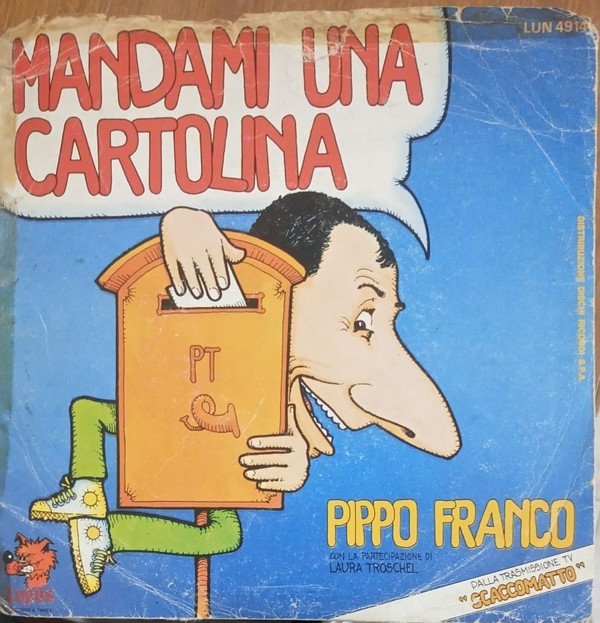 LUN 4914
MANDAMI UNA
CARTOLINA
DISTRIBUZIONE DISCHI RICORDI S.P.A.
PT
PIPPO FRANCO
CON LA PARTECIPAZIONE DI
LAURA TROSCHEL
DALLA TRASMISSIONE TV
"SCACCOMATTO"
LUPUS